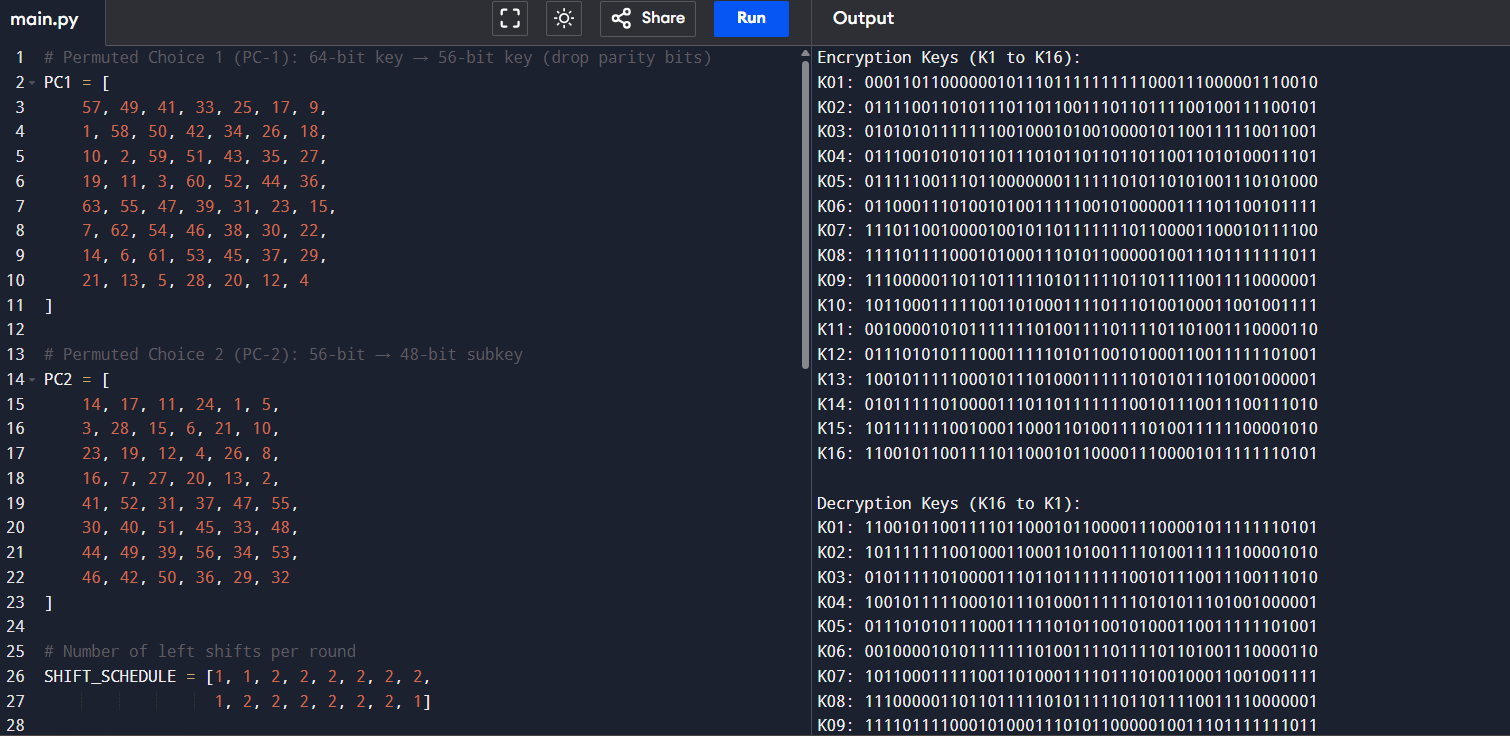 main.py
Share
Run
1 # Permuted Choice 1 (PC-1): 64-bit key → 56-bit key (drop parity bits)
2 PC1 = [
3 57, 49, 41, 33, 25, 17, 9,
4 1, 58, 50, 42, 34, 26, 18,
5 10, 2, 59, 51, 43, 35, 27,
6 19, 11, 3, 60, 52, 44, 36,
7 63, 55, 47, 39, 31, 23, 15,
8 7, 62, 54, 46, 38, 30, 22,
9 14, 6, 61, 53, 45, 37, 29,
10 21, 13, 5, 28, 20, 12, 4
11 ]
12
13 # Permuted Choice 2 (PC-2): 56-bit → 48-bit subkey
14 PC2 = [
15 14, 17, 11, 24, 1, 5,
16 3, 28, 15, 6, 21, 10,
17 23, 19, 12, 4, 26, 8,
18 16, 7, 27, 20, 13, 2,
19 41, 52, 31, 37, 47, 55,
20 30, 40, 51, 45, 33, 48,
21 44, 49, 39, 56, 34, 53,
22 46, 42, 50, 36, 29, 32
23 ]
24
25 # Number of left shifts per round
26 SHIFT_SCHEDULE = [1, 1, 2, 2, 2, 2, 2, 2,
27 1, 2, 2, 2, 2, 2, 2, 1]
28
Output
Encryption Keys (K1 to K16):
K01: 000110110000001011101111111111000111000001110010
K02: 011110011010111011011001110110111100100111100101
K03: 010101011111110010001010010000101100111110011001
K04: 011100101010110111010110110110110011010100011101
K05: 011111001110110000000111111010110101001110101000
K06: 011000111010010100111110010100000111101100101111
K07: 111011001000010010110111111101100001100010111100
K08: 111101111000101000111010110000010011101111111011
K09: 111000001101101111101011111011011110011110000001
K10: 101100011111001101000111101110100100011001001111
K11: 001000010101111111010011110111101101001110000110
K12: 011101010111000111110101100101000110011111101001
K13: 100101111100010111010001111110101011101001000001
K14: 010111110100001110110111111100101110011100111010
K15: 101111111001000110001101001111010011111100001010
K16: 110010110011110110001011000011100001011111110101
Decryption Keys (K16 to K1):
K01: 110010110011110110001011000011100001011111110101
K02: 101111111001000110001101001111010011111100001010
K03: 010111110100001110110111111100101110011100111010
K04: 100101111100010111010001111110101011101001000001
K05: 011101010111000111110101100101000110011111101001
K06: 001000010101111111010011110111101101001110000110
K07: 101100011111001101000111101110100100011001001111
K08: 111000001101101111101011111011011110011110000001
K09: 111101111000101000111010110000010011101111111011